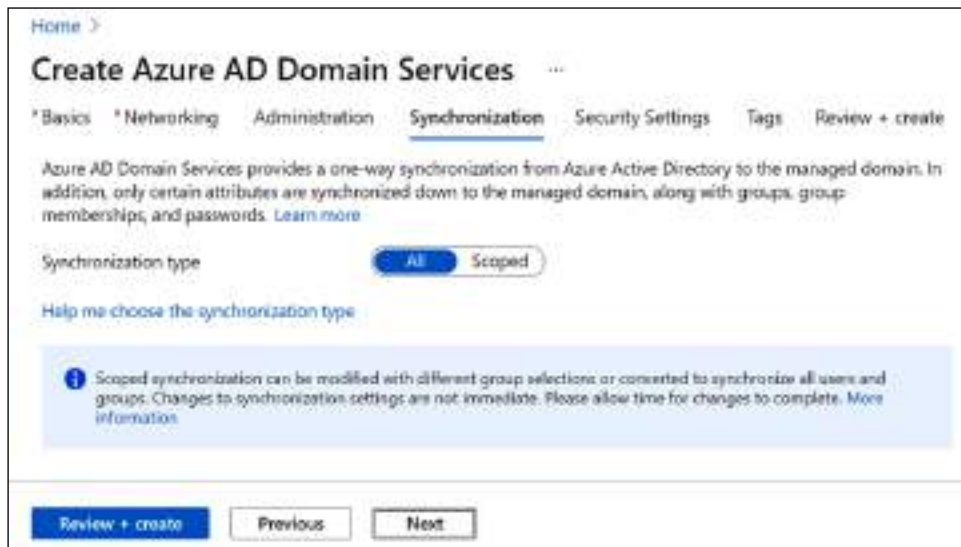 Home >
Create Azure AD Domain Services ...
* Basics * Networking Administration Synchronization Security Settings Tags Review + create
Azure AD Domain Services provides a one-way synchronization from Azure Active Directory to the managed domain. In
addition, only certain attributes are synchronized down to the managed domain, along with groups, group
memberships, and passwords. Learn more
Synchronization type All Scoped
Help me choose the synchronization type
Scoped synchronization can be modified with different group selections or converted to synchronize all users and
groups. Changes to synchronization settings are not immediate. Please allow time for changes to complete. More
information
Review + create Previous Next